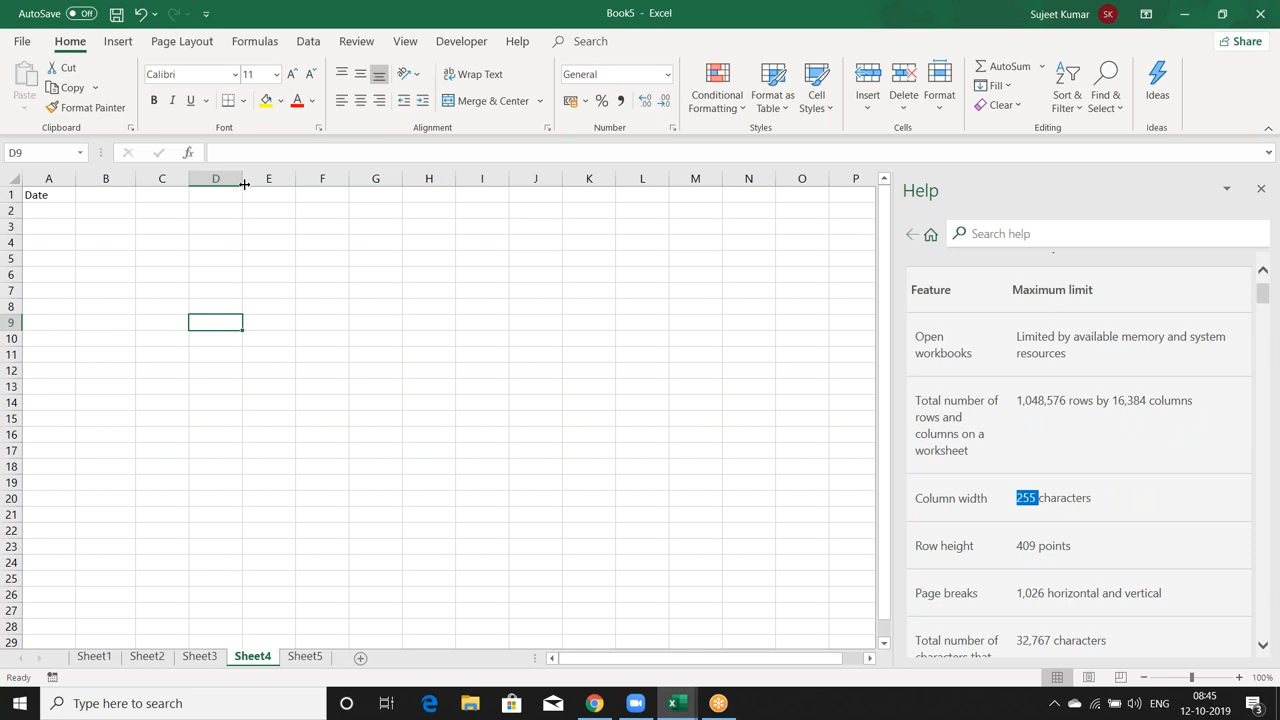 AutoSave Off
Book5 - Excel
Sujeet Kumar SK
File Home Insert Page Layout Formulas Data Review View Developer Help Search
Share
Paste
Cut
Copy
Format Painter
Clipboard
Calibri 11
B I U
Font
Wrap Text
Merge & Center
Alignment
General
Number
Conditional Formatting
Format as Table
Cell Styles
Styles
Insert
Delete
Format
Cells
AutoSum
Fill
Clear
Sort & Filter
Find & Select
Editing
Ideas
Ideas
D9
fx
A B C D E F G H I J K L M N O P
1 Date
2
3
4
5
6
7
8
9
10
11
12
13
14
15
16
17
18
19
20
21
22
23
24
25
26
27
28
29
Help
Search help
Feature Maximum limit
Open workbooks
Limited by available memory and system resources
Total number of rows and columns on a worksheet
1,048,576 rows by 16,384 columns
Column width 255 characters
Row height 409 points
Page breaks 1,026 horizontal and vertical
Total number of 32,767 characters
characters that
Sheet1 Sheet2 Sheet3 Sheet4 Sheet5
Ready
100%
Type here to search
ENG
08:45
12-10-2019
3